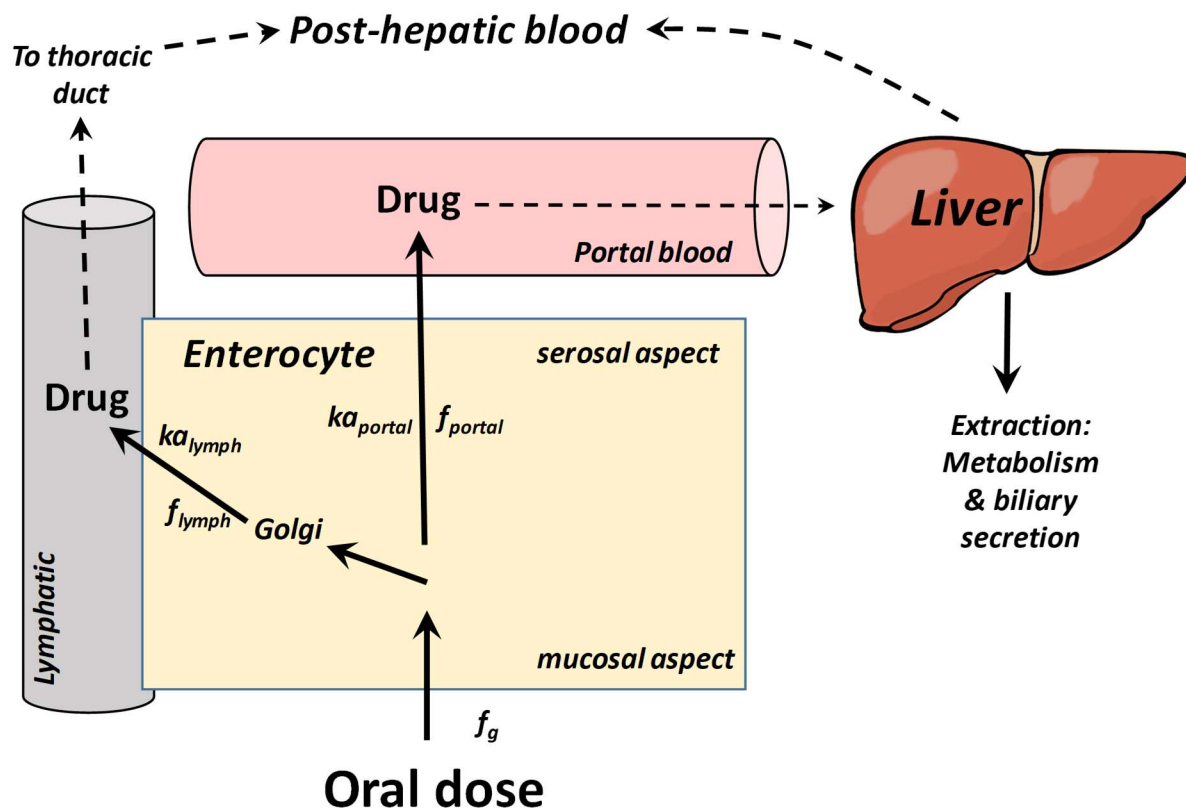 Post-hepatic blood
To thoracic
duct
Drug
Portal blood
Liver
Enterocyte
serosal aspect
Drug
ka_lymph
ka_portal
f_portal
f_lymph
Golgi
Lymphatic
mucosal aspect
Extraction:
Metabolism
& biliary
secretion
f_g
Oral dose